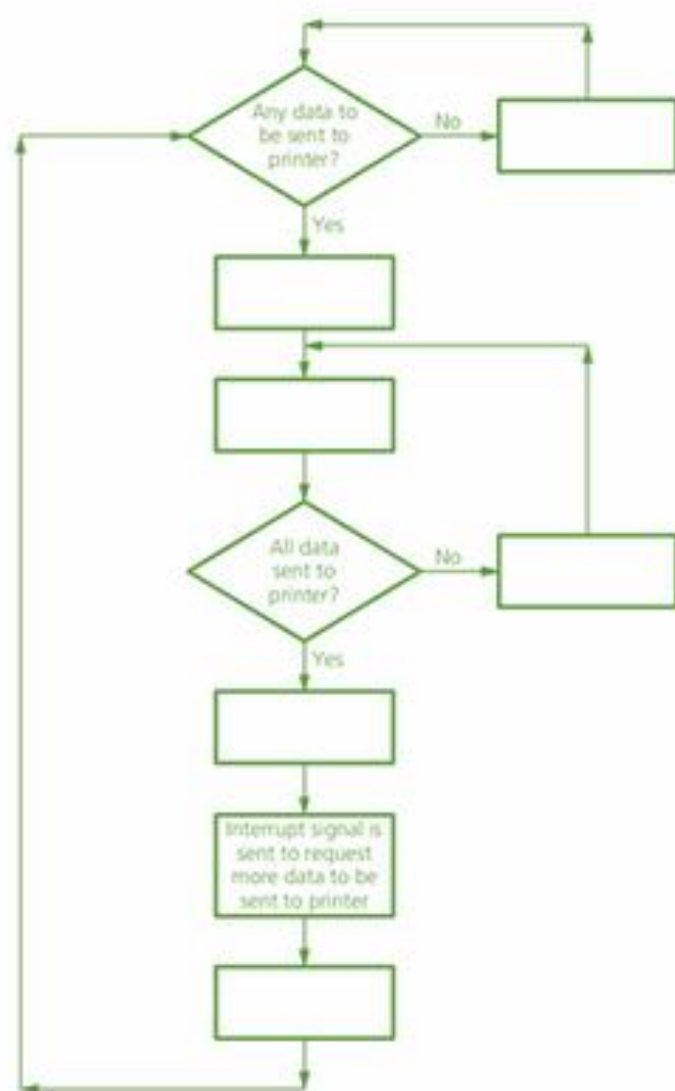 Any data to
be sent to
printer?
No
Yes
All data
sent to
printer?
No
Yes
Interrupt signal is
sent to request
more data to be
sent to printer